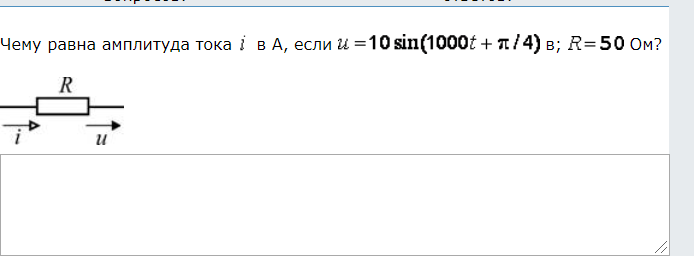 Чему равна амплитуда тока i в А, если u = 10 sin(1000t + π / 4) в; R= 50 Ом?
R
i u